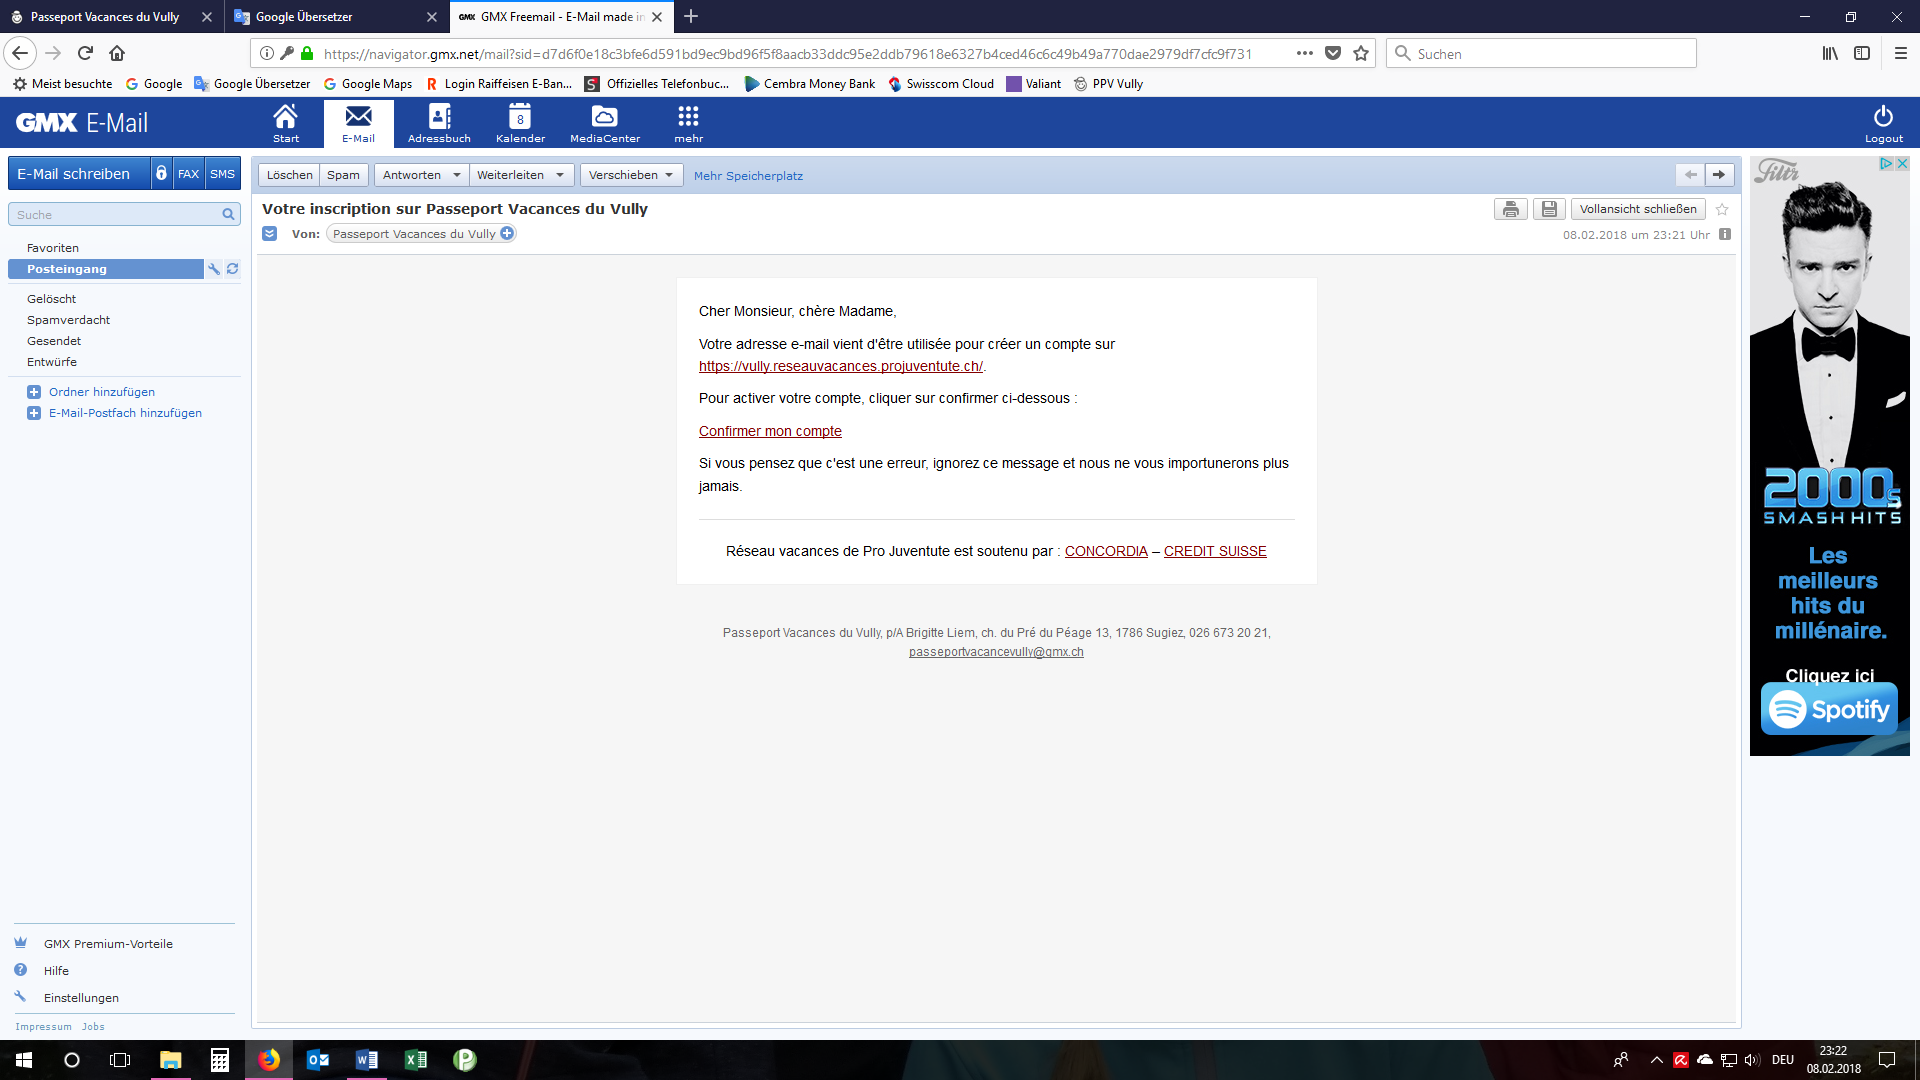 Passeport Vacances du Vully
Google Übersetzer
GMX GMX Freemail - E-Mail made in
https://navigator.gmx.net/mail?sid=d7d6f0e18c3bfe6d591bd9ec9bd96f5f8aacb33ddc95e2ddb79618e6327b4ced46c6c49b49a770dae2979df7cfc9f731
Suchen
Meist besuchte Google Google Übersetzer Google Maps Login Raiffeisen E-Ban... Offizielles Telefonbuc... Cembra Money Bank Swisscom Cloud Valiant PPV Vully
GMX E-Mail
Start E-Mail Adressbuch 8 Kalender MediaCenter mehr Logout
E-Mail schreiben FAX SMS
Suche
Favoriten
Posteingang
Gelöscht
Spamverdacht
Gesendet
Entwürfe
Ordner hinzufügen
E-Mail-Postfach hinzufügen
GMX Premium-Vorteile
Hilfe
Einstellungen
Impressum Jobs
Löschen Spam Antworten Weiterleiten Verschieben Mehr Speicherplatz
Votre inscription sur Passeport Vacances du Vully
Vollansicht schließen
Von: Passeport Vacances du Vully
08.02.2018 um 23:21 Uhr
Cher Monsieur, chère Madame,
Votre adresse e-mail vient d'être utilisée pour créer un compte sur
https://vully.reseauvacances.projuventute.ch/.
Pour activer votre compte, cliquer sur confirmer ci-dessous :
Confirmer mon compte
Si vous pensez que c'est une erreur, ignorez ce message et nous ne vous importunerons plus
jamais.
Réseau vacances de Pro Juventute est soutenu par : CONCORDIA – CREDIT SUISSE
Passeport Vacances du Vully, p/A Brigitte Liem, ch. du Pré du Péage 13, 1786 Sugiez, 026 673 20 21,
passeportvacancevully@gmx.ch
Filtr
2000s
SMASH HITS
Les
meilleurs
hits du
millénaire.
Cliquez ici
Spotify
DEU
23:22
08.02.2018